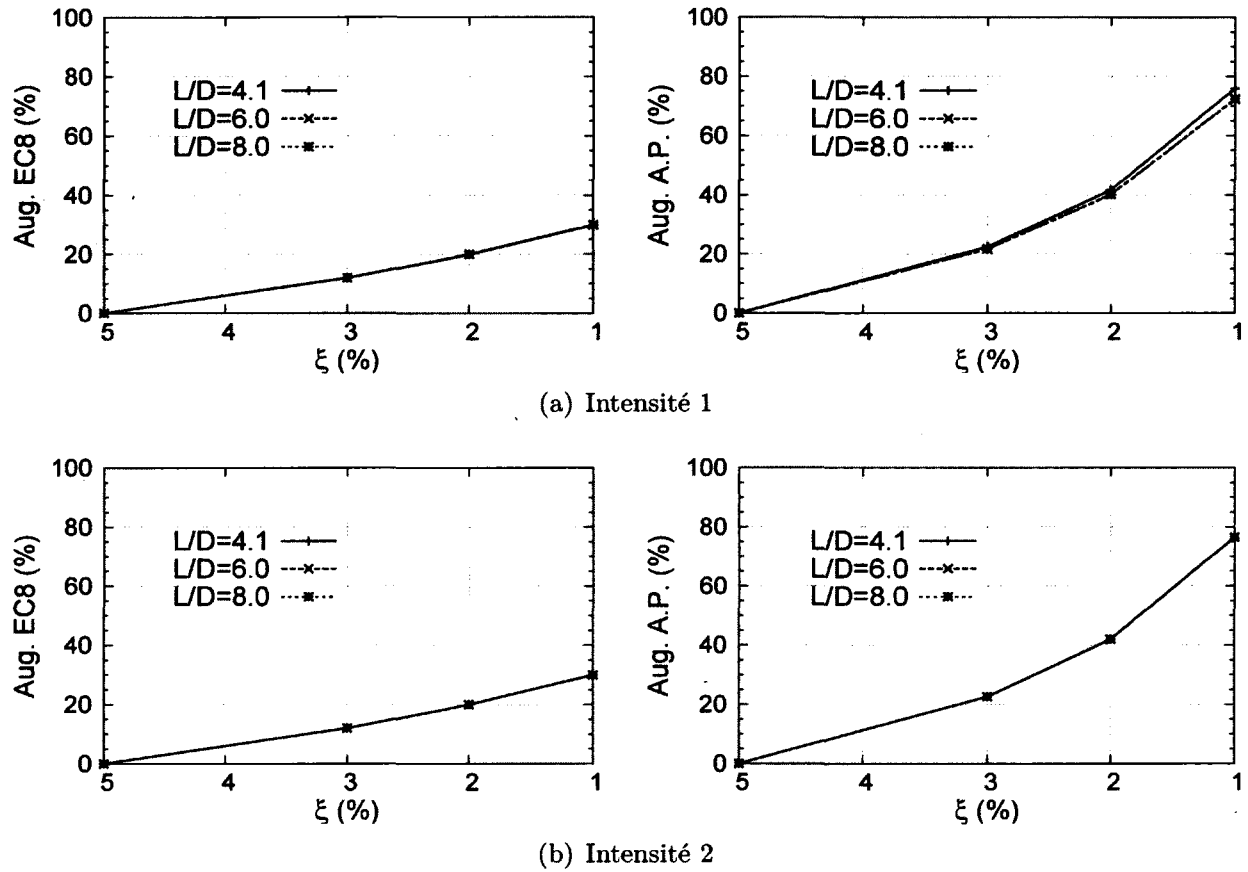 100
80
60
40
20
0
Aug. EC8 (%)
L/D=4.1
L/D=6.0
L/D=8.0
5 4 3 2 1
ξ (%)
100
80
60
40
20
0
Aug. A.P. (%)
L/D=4.1
L/D=6.0
L/D=8.0
5 4 3 2 1
ξ (%)
(a) Intensité 1
100
80
60
40
20
0
Aug. EC8 (%)
L/D=4.1
L/D=6.0
L/D=8.0
5 4 3 2 1
ξ (%)
100
80
60
40
20
0
Aug. A.P. (%)
L/D=4.1
L/D=6.0
L/D=8.0
5 4 3 2 1
ξ (%)
(b) Intensité 2